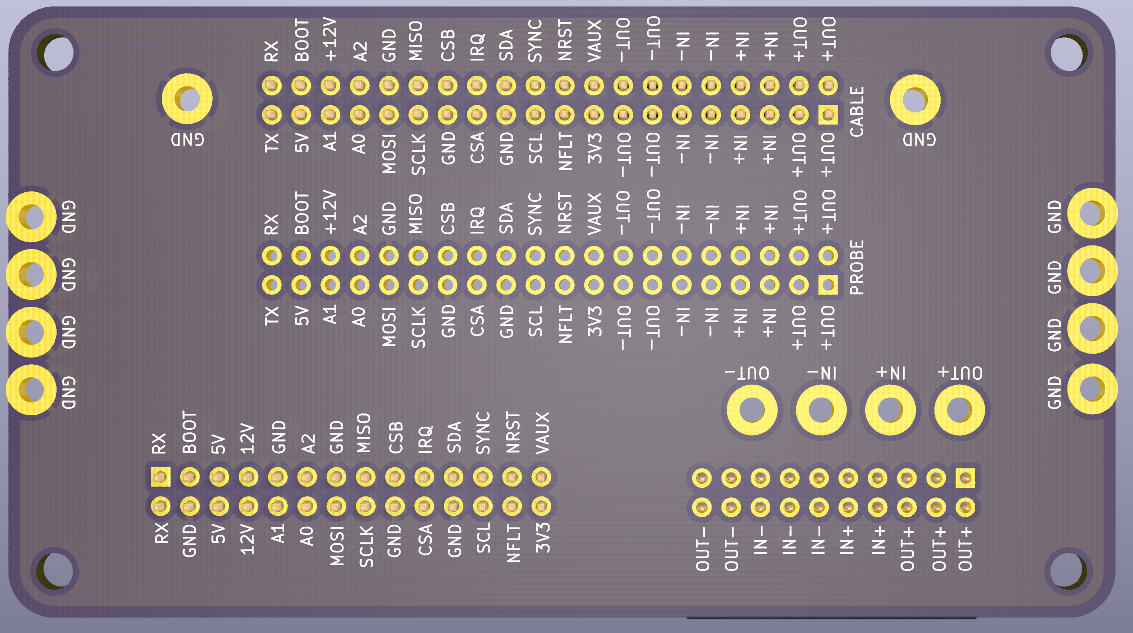 RX BOOT +12V A2 GND MISO CSB IRQ SDA SYNC NRST VAUX OUT- OUT- IN- IN- IN+ IN+ OUT+ OUT+
GND
CABLE
GND
TX 5V A1 A0 MOSI SCLK GND CSA GND SCL NFLT 3V3 OUT- OUT- IN- IN- IN+ IN+ OUT+ OUT+
RX BOOT +12V A2 GND MISO CSB IRQ SDA SYNC NRST VAUX OUT- OUT- IN- IN- IN+ IN+ OUT+ OUT+
PROBE
TX 5V A1 A0 MOSI SCLK GND CSA GND SCL NFLT 3V3 OUT- OUT- IN- IN- IN+ IN+ OUT+ OUT+
GND
GND
GND
GND
GND
GND
GND
GND
OUT- IN- IN+ OUT+
RX BOOT 5V 12V GND A2 GND MISO CSB IRQ SDA SYNC NRST VAUX
RX GND 5V 12V A1 A0 MOSI SCLK GND CSA GND SCL NFLT 3V3
OUT- OUT- IN- IN- IN- IN+ IN+ OUT+ OUT+ OUT+